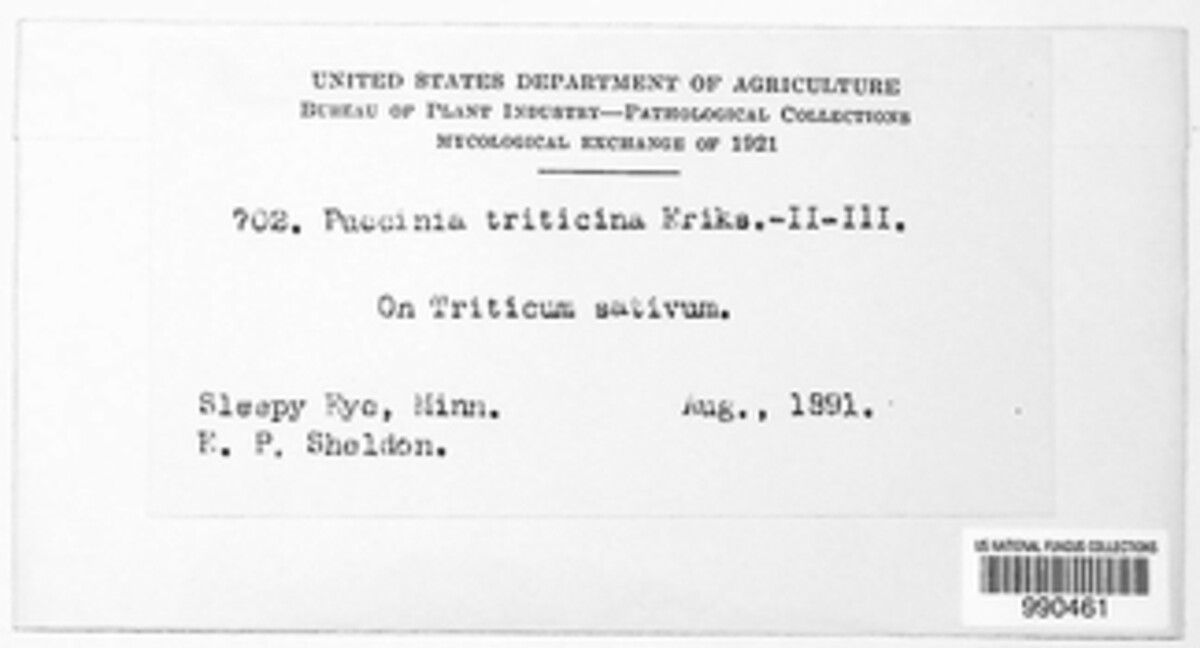 UNITED STATES DEPARTMENT OF AGRICULTURE
BUREAU OF PLANT INDUSTRY—PATHOLOGICAL COLLECTIONS
MYCOLOGICAL EXCHANGE OF 1921
702. Puccinia triticina Eriks.-II-III.
On Triticum sativum.
Sleepy Eye, Minn. Aug., 1891.
E. P. Sheldon.
US NATIONAL FUNGUS COLLECTIONS
990461